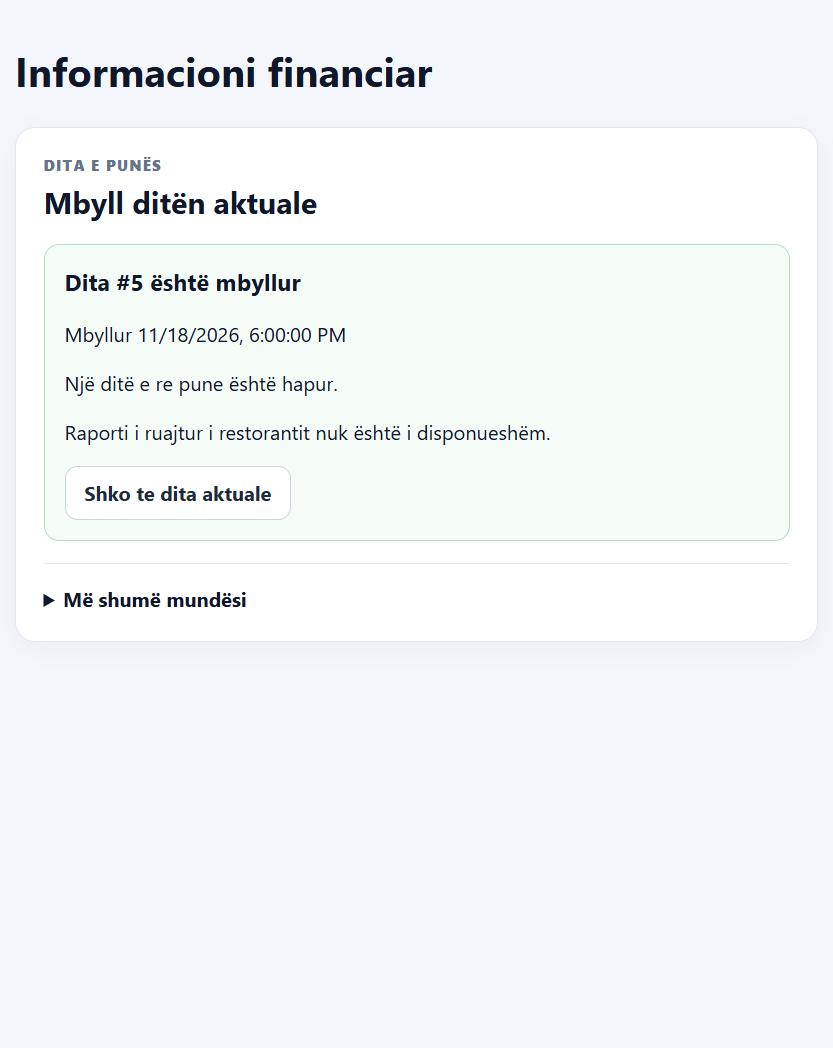 Informacioni financiar
DITA E PUNËS
Mbyll ditën aktuale
Dita #5 është mbyllur
Mbyllur 11/18/2026, 6:00:00 PM
Një ditë e re pune është hapur.
Raporti i ruajtur i restorantit nuk është i disponueshëm.
Shko te dita aktuale
Më shumë mundësi